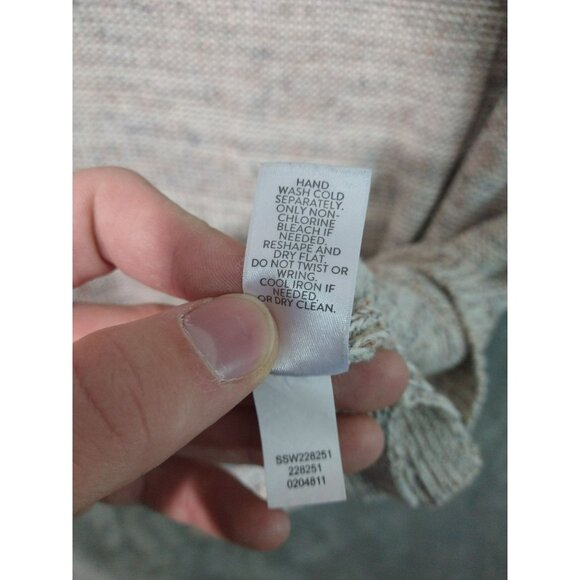 HAND
WASH COLD
SEPARATELY.
ONLY NON-
CHLORINE
BLEACH IF
NEEDED.
RESHAPE AND
DRY FLAT.
DO NOT TWIST OR
WRING.
COOL IRON IF
NEEDED.
OR DRY CLEAN.
SSW228251
228251
0204811